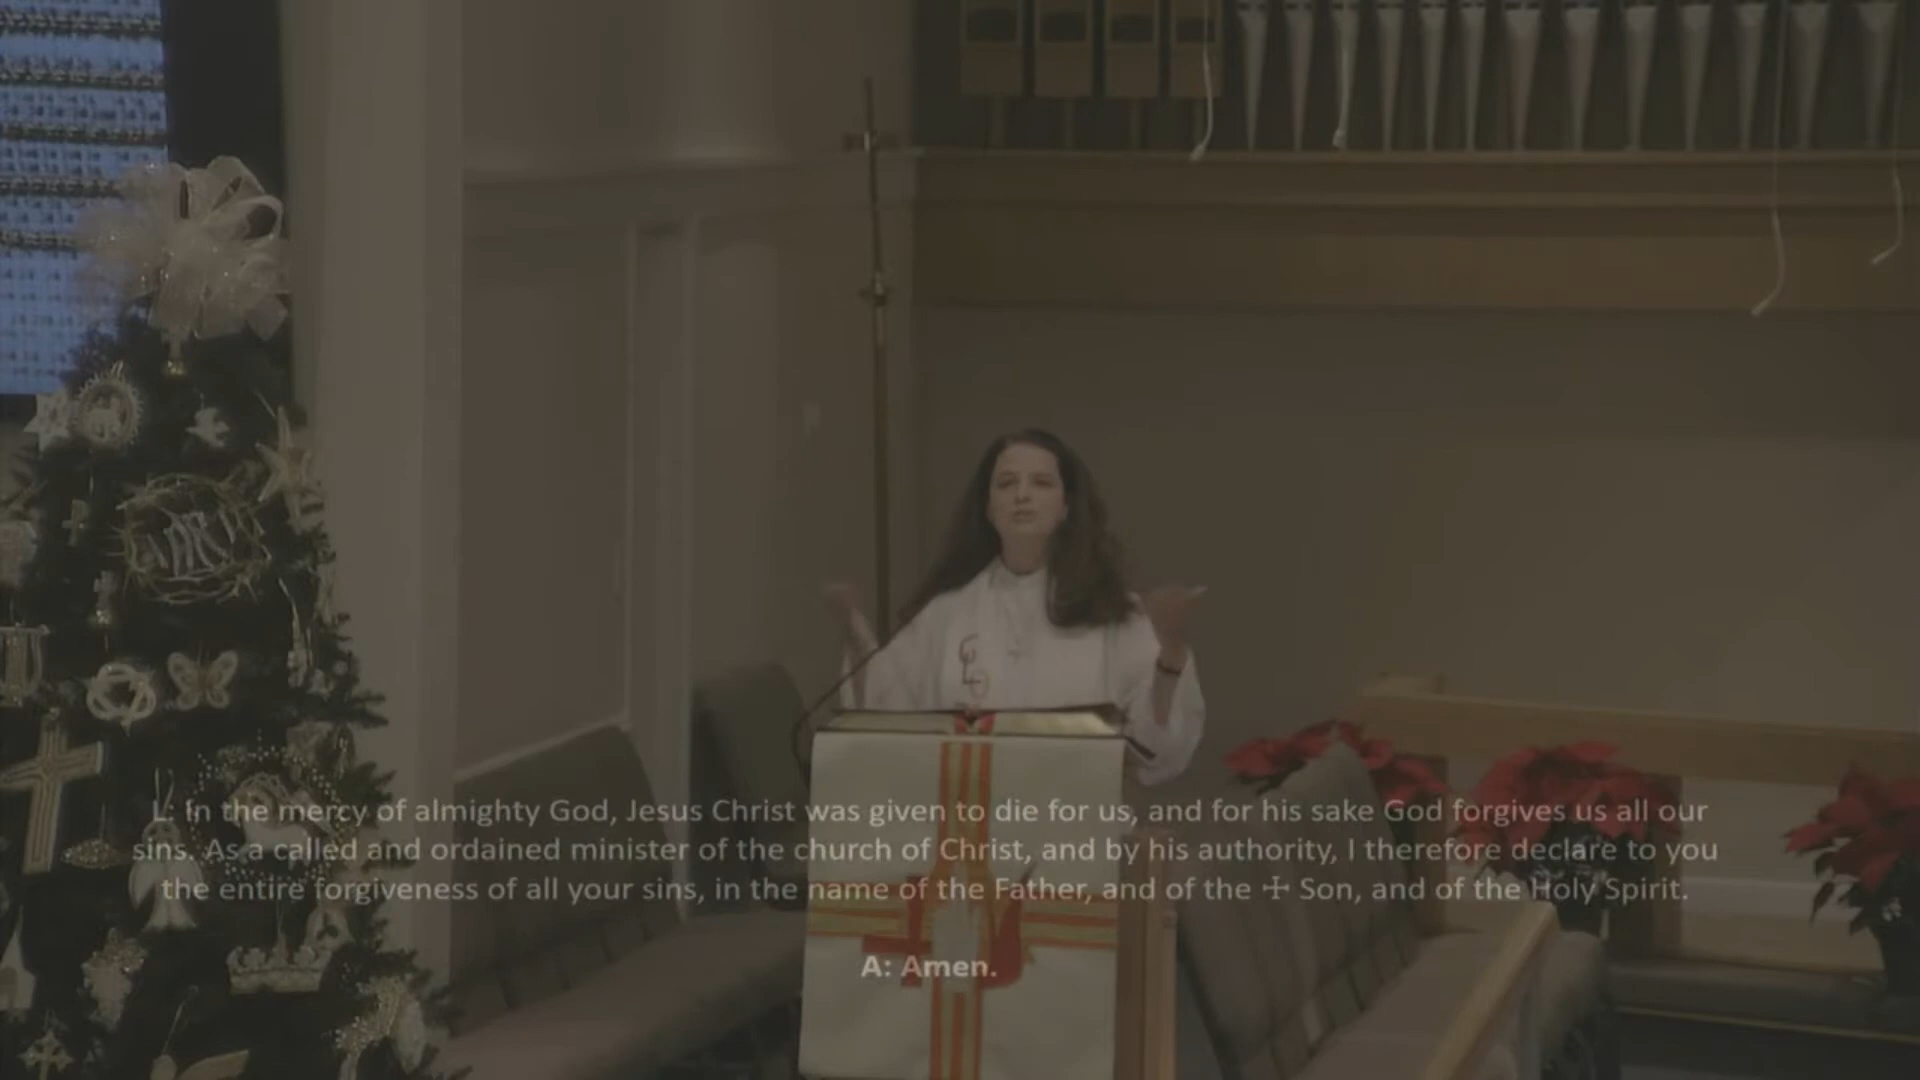 L: In the mercy of almighty God, Jesus Christ was given to die for us, and for his sake God forgives us all our
sins. As a called and ordained minister of the church of Christ, and by his authority, I therefore declare to you
the entire forgiveness of all your sins, in the name of the Father, and of the ☩ Son, and of the Holy Spirit.
A: Amen.